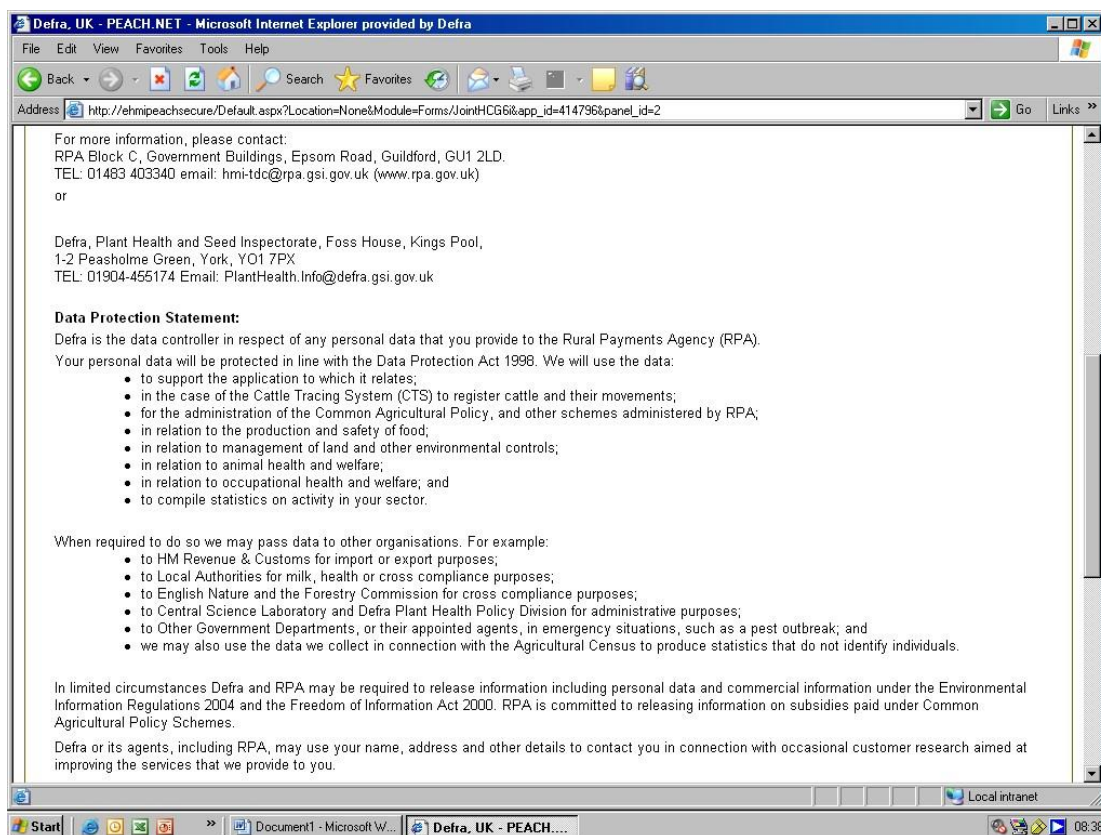 Defra, UK - PEACH.NET - Microsoft Internet Explorer provided by Defra
File Edit View Favorites Tools Help
Back Search Favorites
Address http://ehmipeachsecure/Default.aspx?Location=None&Module=Forms/JointHCG6i&app_id=414796&panel_id=2 Go Links »
For more information, please contact:
RPA Block C, Government Buildings, Epsom Road, Guildford, GU1 2LD.
TEL: 01483 403340 email: hmi-tdc@rpa.gsi.gov.uk (www.rpa.gov.uk)
or
Defra, Plant Health and Seed Inspectorate, Foss House, Kings Pool,
1-2 Peasholme Green, York, YO1 7PX
TEL: 01904-455174 Email: PlantHealth.Info@defra.gsi.gov.uk
Data Protection Statement:
Defra is the data controller in respect of any personal data that you provide to the Rural Payments Agency (RPA).
Your personal data will be protected in line with the Data Protection Act 1998. We will use the data:
• to support the application to which it relates;
• in the case of the Cattle Tracing System (CTS) to register cattle and their movements;
• for the administration of the Common Agricultural Policy, and other schemes administered by RPA;
• in relation to the production and safety of food;
• in relation to management of land and other environmental controls;
• in relation to animal health and welfare;
• in relation to occupational health and welfare; and
• to compile statistics on activity in your sector.
When required to do so we may pass data to other organisations. For example:
• to HM Revenue & Customs for import or export purposes;
• to Local Authorities for milk, health or cross compliance purposes;
• to English Nature and the Forestry Commission for cross compliance purposes;
• to Central Science Laboratory and Defra Plant Health Policy Division for administrative purposes;
• to Other Government Departments, or their appointed agents, in emergency situations, such as a pest outbreak; and
• we may also use the data we collect in connection with the Agricultural Census to produce statistics that do not identify individuals.
In limited circumstances Defra and RPA may be required to release information including personal data and commercial information under the Environmental
Information Regulations 2004 and the Freedom of Information Act 2000. RPA is committed to releasing information on subsidies paid under Common
Agricultural Policy Schemes.
Defra or its agents, including RPA, may use your name, address and other details to contact you in connection with occasional customer research aimed at
improving the services that we provide to you.
Local intranet
Start » Document1 - Microsoft W... Defra, UK - PEACH.... 08:39